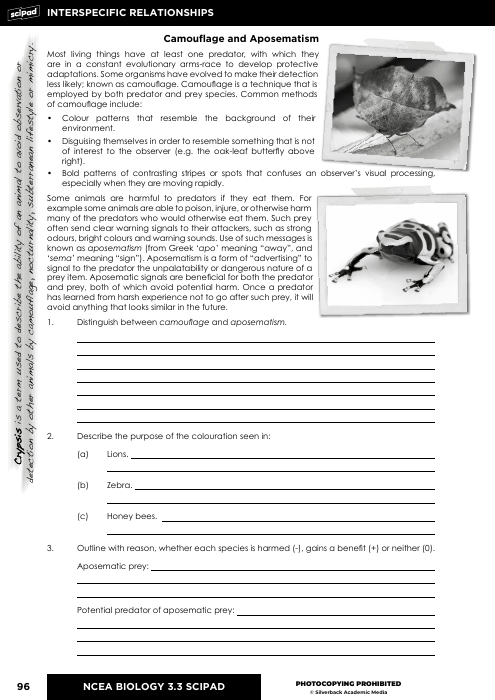 scipad INTERSPECIFIC RELATIONSHIPS
Camouflage and Aposematism
Most living things have at least one predator, with which they
are in a constant evolutionary arms-race to develop protective
adaptations. Some organisms have evolved to make their detection
less likely; known as camouflage. Camouflage is a technique that is
employed by both predator and prey species. Common methods
of camouflage include:
• Colour patterns that resemble the background of their
environment.
• Disguising themselves in order to resemble something that is not
of interest to the observer (e.g. the oak-leaf butterfly above
right).
• Bold patterns of contrasting stripes or spots that confuses an observer's visual processing,
especially when they are moving rapidly.
Some animals are harmful to predators if they eat them. For
example some animals are able to poison, injure, or otherwise harm
many of the predators who would otherwise eat them. Such prey
often send clear warning signals to their attackers, such as strong
odours, bright colours and warning sounds. Use of such messages is
known as aposematism (from Greek 'apo' meaning "away", and
'sema' meaning "sign"). Aposematism is a form of "advertising" to
signal to the predator the unpalatability or dangerous nature of a
prey item. Aposematic signals are beneficial for both the predator
and prey, both of which avoid potential harm. Once a predator
has learned from harsh experience not to go after such prey, it will
avoid anything that looks similar in the future.
Crypsis is a term used to describe the ability of an animal to avoid observation or
detection by other animals by camouflage, nocturnality, subterranean lifestyle or mimicry.
1. Distinguish between camouflage and aposematism.
2. Describe the purpose of the colouration seen in:
(a) Lions.
(b) Zebra.
(c) Honey bees.
3. Outline with reason, whether each species is harmed (-), gains a benefit (+) or neither (0).
Aposematic prey:
Potential predator of aposematic prey:
96 NCEA BIOLOGY 3.3 SCIPAD
PHOTOCOPYING PROHIBITED
© Silverback Academic Media